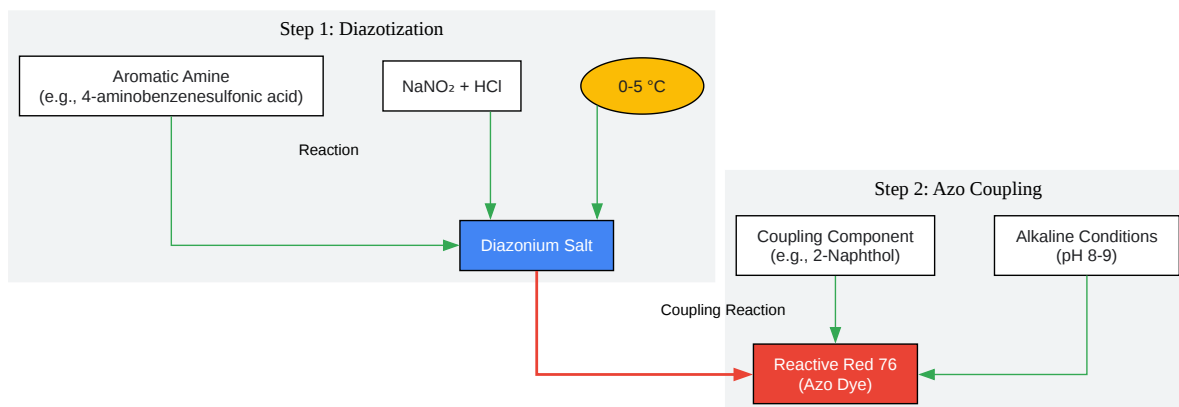 Step 1: Diazotization
Aromatic Amine
(e.g., 4-aminobenzenesulfonic acid)
NaNO₂ + HCl
0-5 °C
Reaction
Diazonium Salt
Step 2: Azo Coupling
Coupling Component
(e.g., 2-Naphthol)
Alkaline Conditions
(pH 8-9)
Coupling Reaction
Reactive Red 76
(Azo Dye)